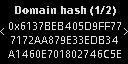 Domain hash (1/2)
< 0x6137BEB405D9FF77 >
7172AA879E33EDB34
A1460E701802746C5E